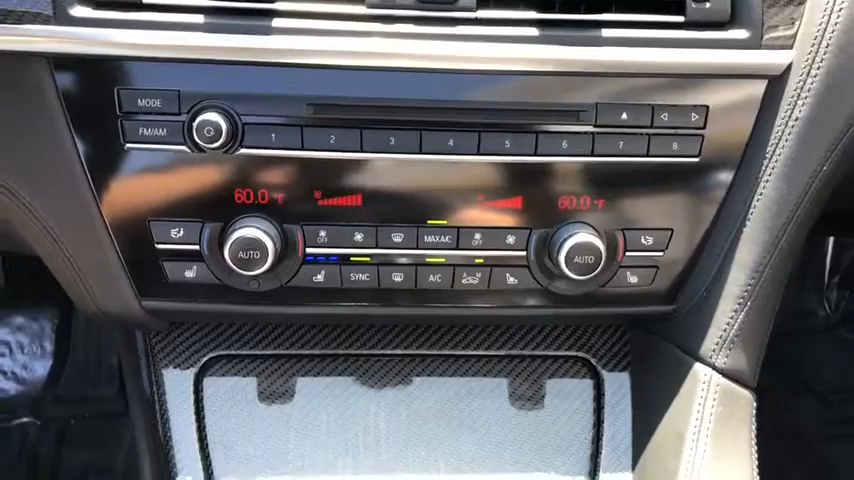 MODE
FM/AM 1 2 3 4 5 6 7 8
60.0 °F 60.0 °F
OFF MAX A/C OFF
AUTO AUTO
SYNC REAR A/C A M